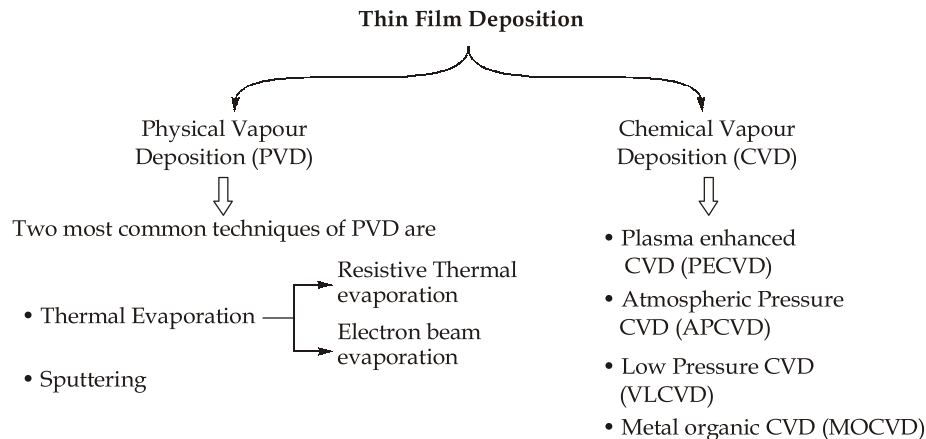 Thin Film Deposition
Physical Vapour
Deposition (PVD)
Two most common techniques of PVD are
• Thermal Evaporation
Resistive Thermal
evaporation
Electron beam
evaporation
• Sputtering
Chemical Vapour
Deposition (CVD)
• Plasma enhanced
CVD (PECVD)
• Atmospheric Pressure
CVD (APCVD)
• Low Pressure CVD
(VLCVD)
• Metal organic CVD (MOCVD)